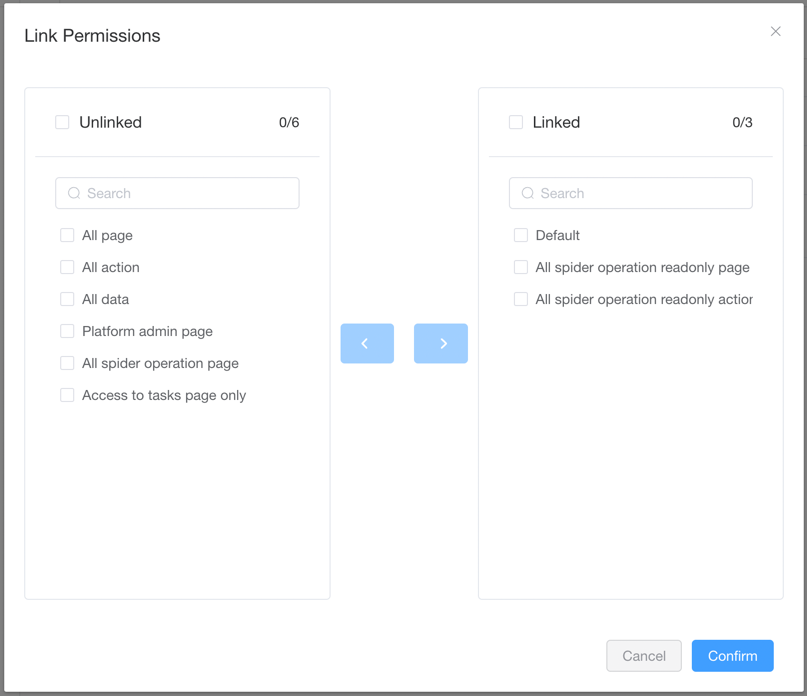 Link Permissions
Unlinked 0/6
Search
All page
All action
All data
Platform admin page
All spider operation page
Access to tasks page only
Linked 0/3
Search
Default
All spider operation readonly page
All spider operation readonly action
Cancel
Confirm